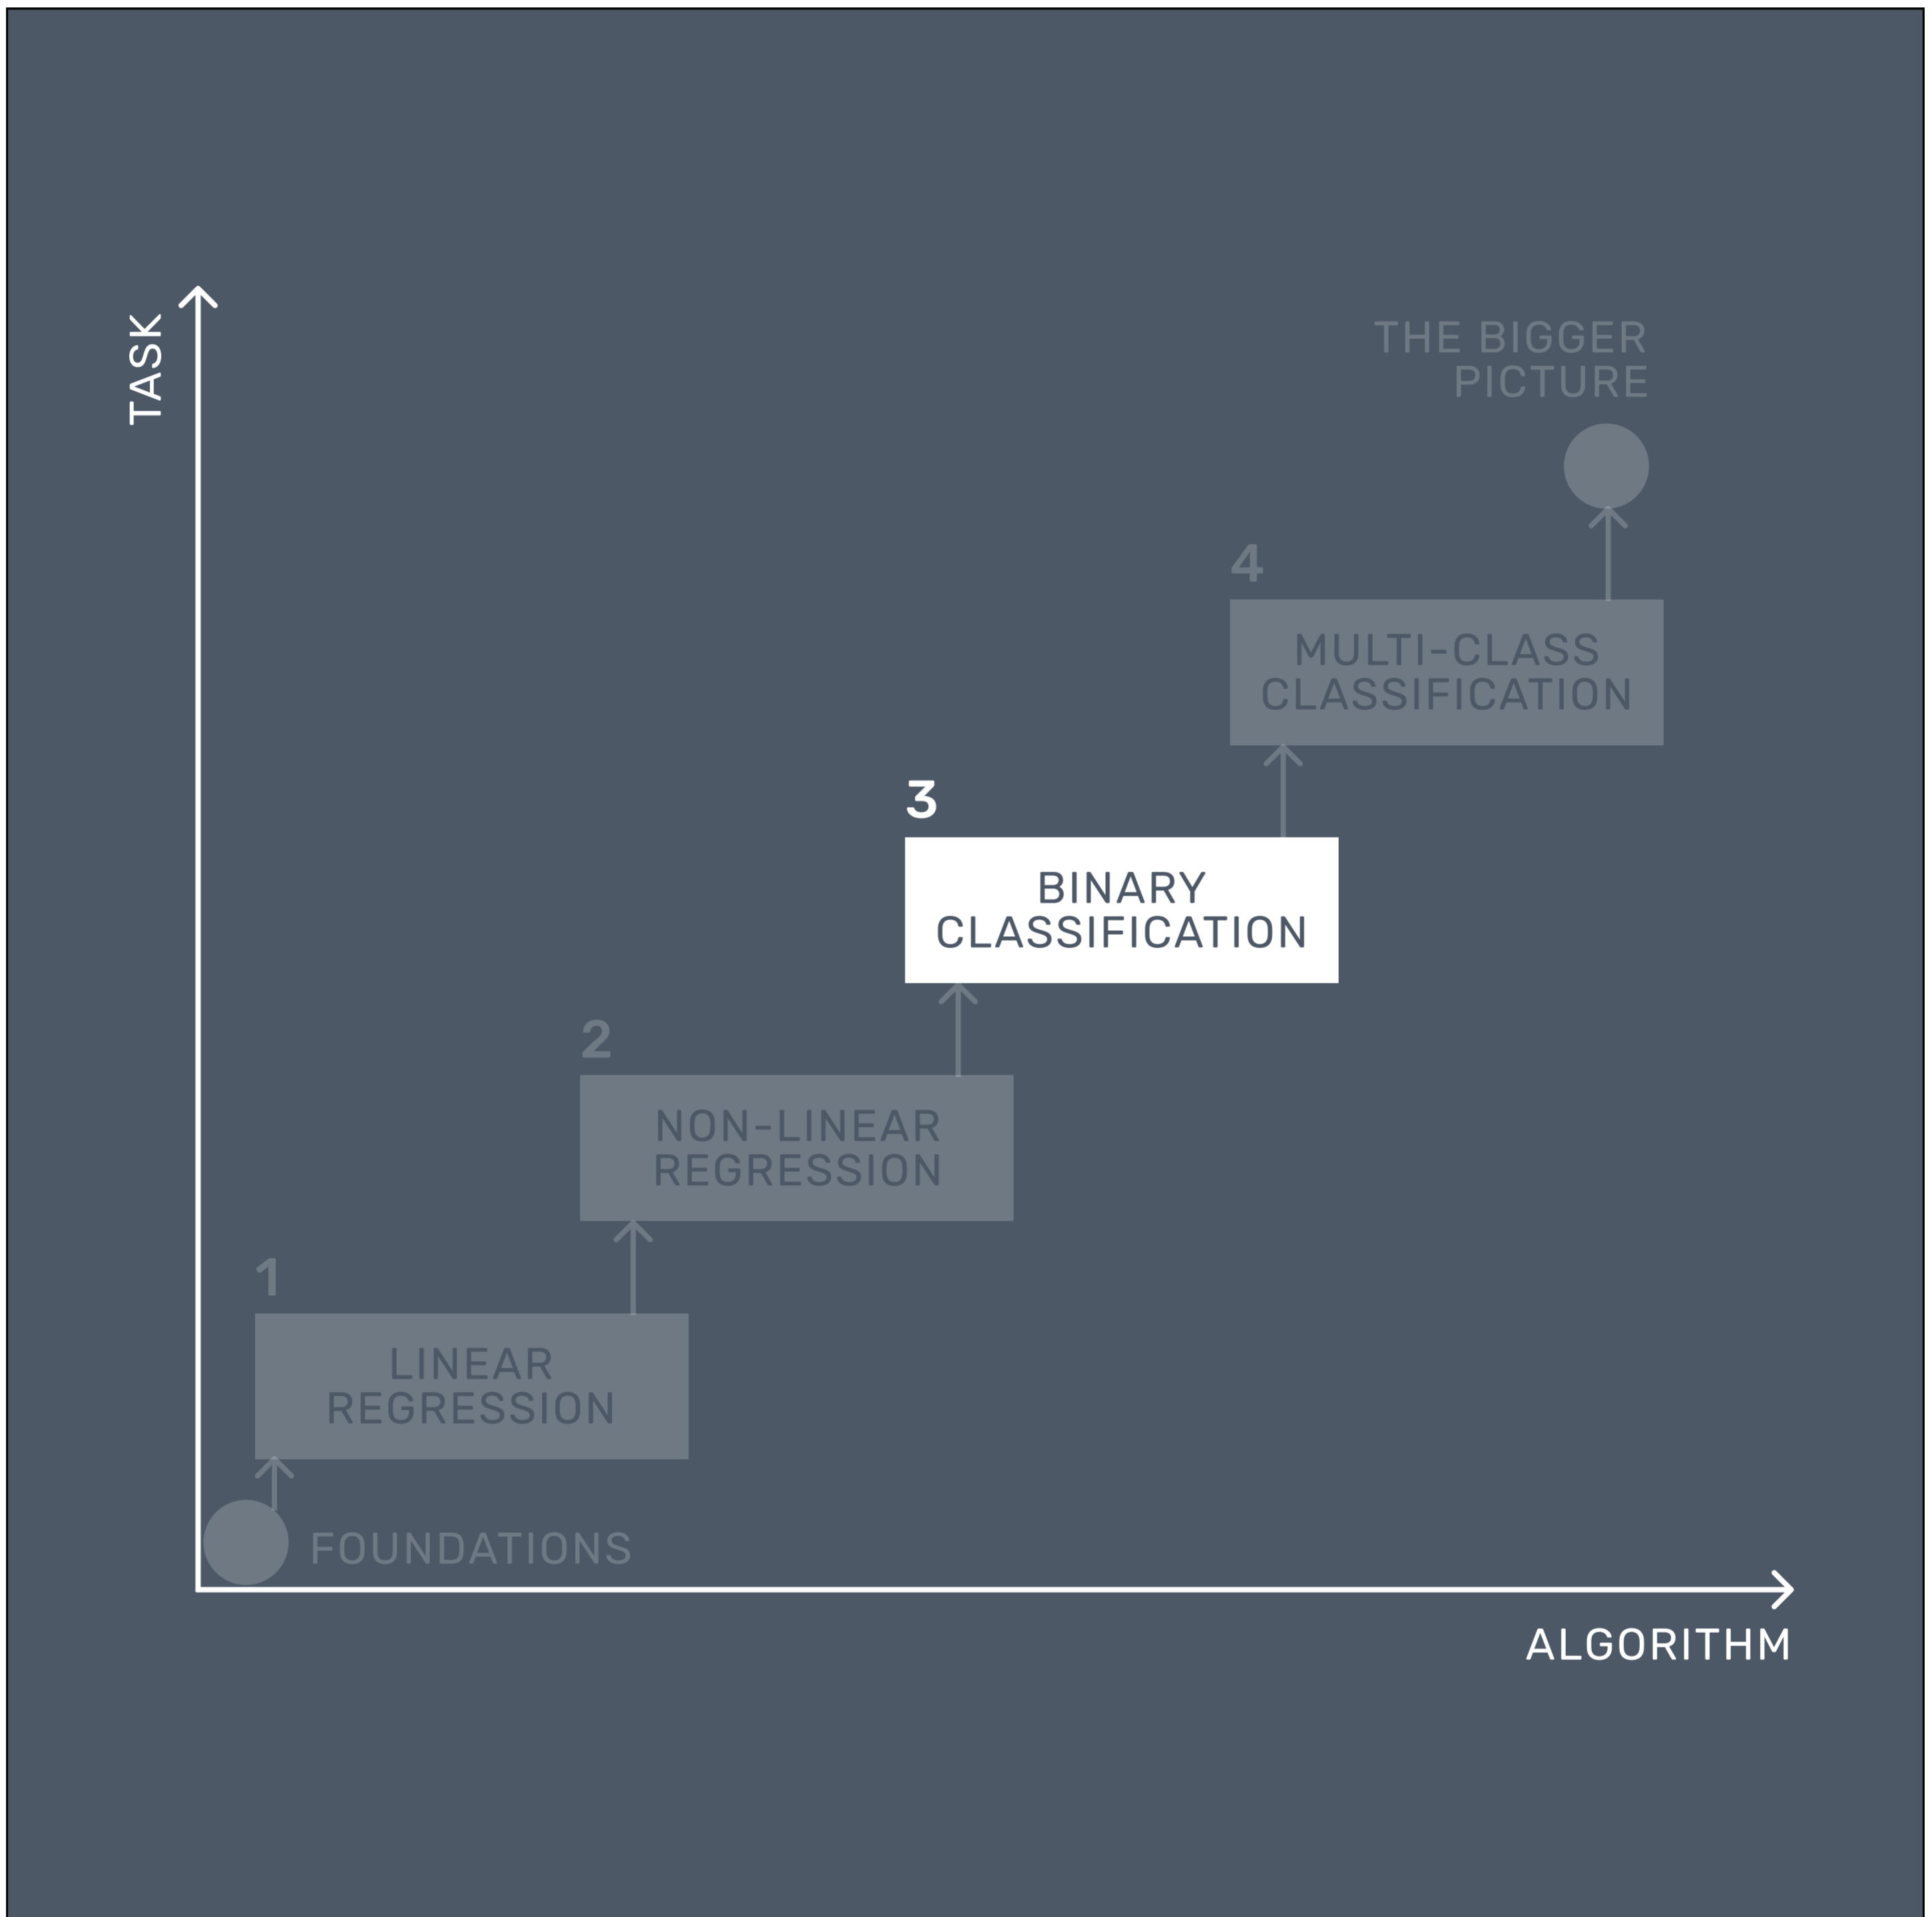 TASK
THE BIGGER
PICTURE
4
MULTI-CLASS
CLASSIFICATION
3
BINARY
CLASSIFICATION
2
NON-LINEAR
REGRESSION
1
LINEAR
REGRESSION
FOUNDATIONS
ALGORITHM